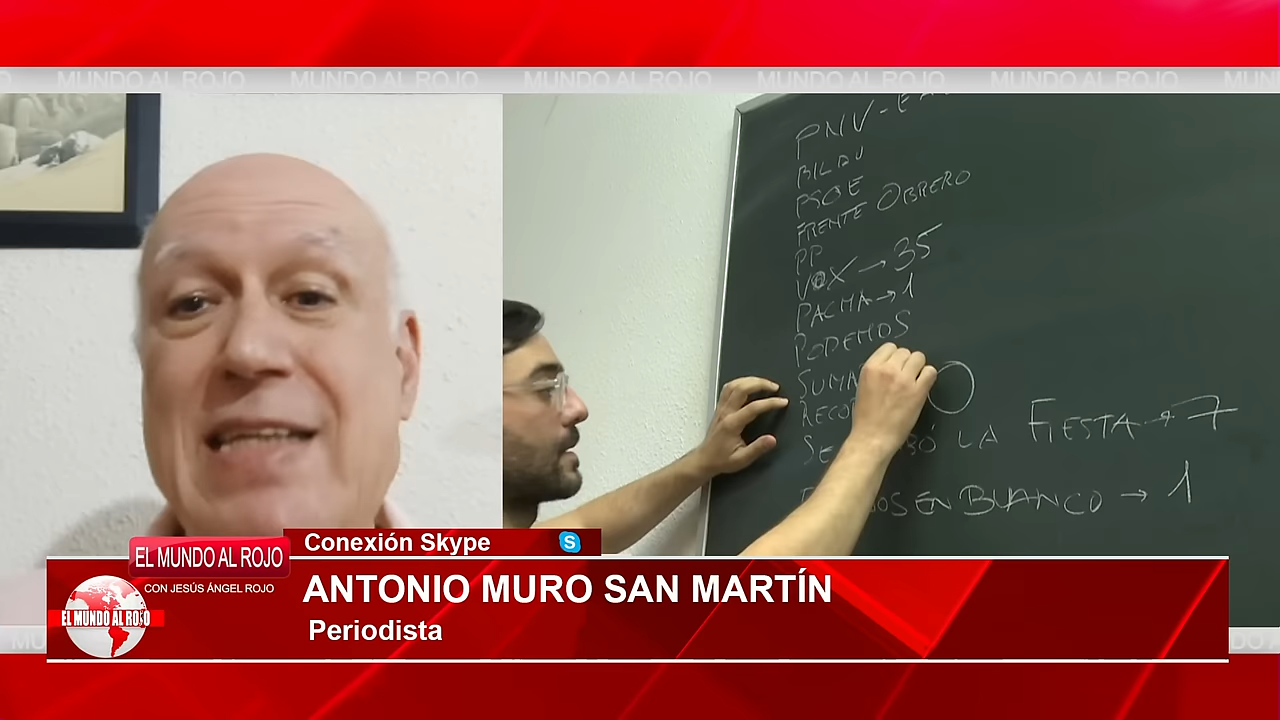 MUNDO AL ROJO MUNDO AL ROJO MUNDO AL ROJO MUNDO AL ROJO MUNDO AL ROJO
PNV-
BILDU
PSOE
FRENTE OBRERO
PP
VOX → 35
PACMA → 1
PODEMOS
SUMA
LA FIESTA → 7
EN BLANCO → 1
Conexión Skype
EL MUNDO AL ROJO
CON JESÚS ÁNGEL ROJO
EL MUNDO AL ROJO
ANTONIO MURO SAN MARTÍN
Periodista